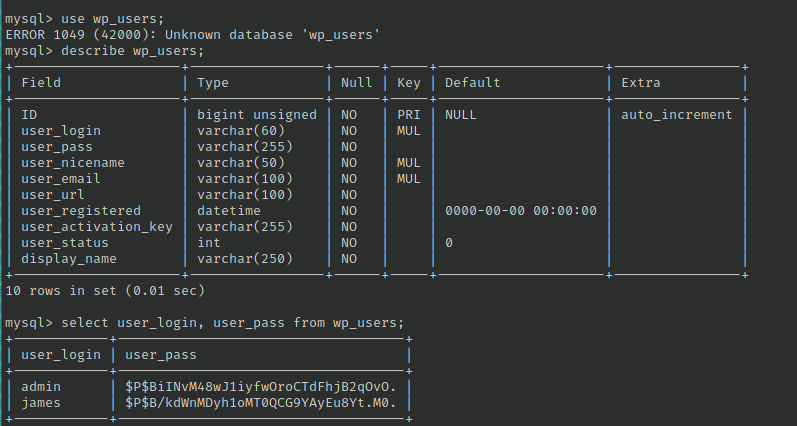 mysql> use wp_users;
ERROR 1049 (42000): Unknown database 'wp_users'
mysql> describe wp_users;
+---------------------+-----------------+------+-----+---------------------+----------------+
| Field               | Type            | Null | Key | Default             | Extra          |
+---------------------+-----------------+------+-----+---------------------+----------------+
| ID                  | bigint unsigned | NO   | PRI | NULL                | auto_increment |
| user_login          | varchar(60)     | NO   | MUL |                     |                |
| user_pass           | varchar(255)    | NO   |     |                     |                |
| user_nicename       | varchar(50)     | NO   | MUL |                     |                |
| user_email          | varchar(100)    | NO   | MUL |                     |                |
| user_url            | varchar(100)    | NO   |     |                     |                |
| user_registered     | datetime        | NO   |     | 0000-00-00 00:00:00 |                |
| user_activation_key | varchar(255)    | NO   |     |                     |                |
| user_status         | int             | NO   |     | 0                   |                |
| display_name        | varchar(250)    | NO   |     |                     |                |
+---------------------+-----------------+------+-----+---------------------+----------------+
10 rows in set (0.01 sec)
mysql> select user_login, user_pass from wp_users;
+------------+------------------------------------+
| user_login | user_pass                          |
+------------+------------------------------------+
| admin      | $P$BiINvM48wJ1iyfwOroCTdFhjB2qOvO. |
| james      | $P$B/kdWnMDyh1oMT0QCG9YAyEu8Yt.M0. |
+------------+------------------------------------+